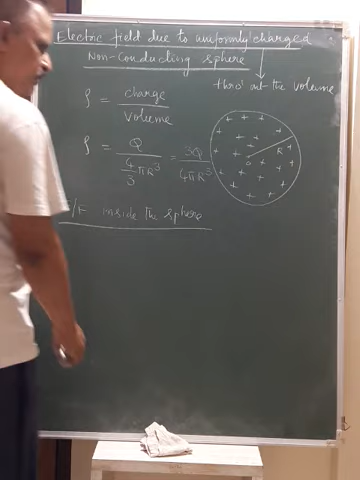 Electric field due to uniformly charged
Non-Conducting sphere
thro' out the volume
ρ = charge / Volume
ρ = Q / (4/3 πR³) = 3Q / 4πR³
R
inside the sphere